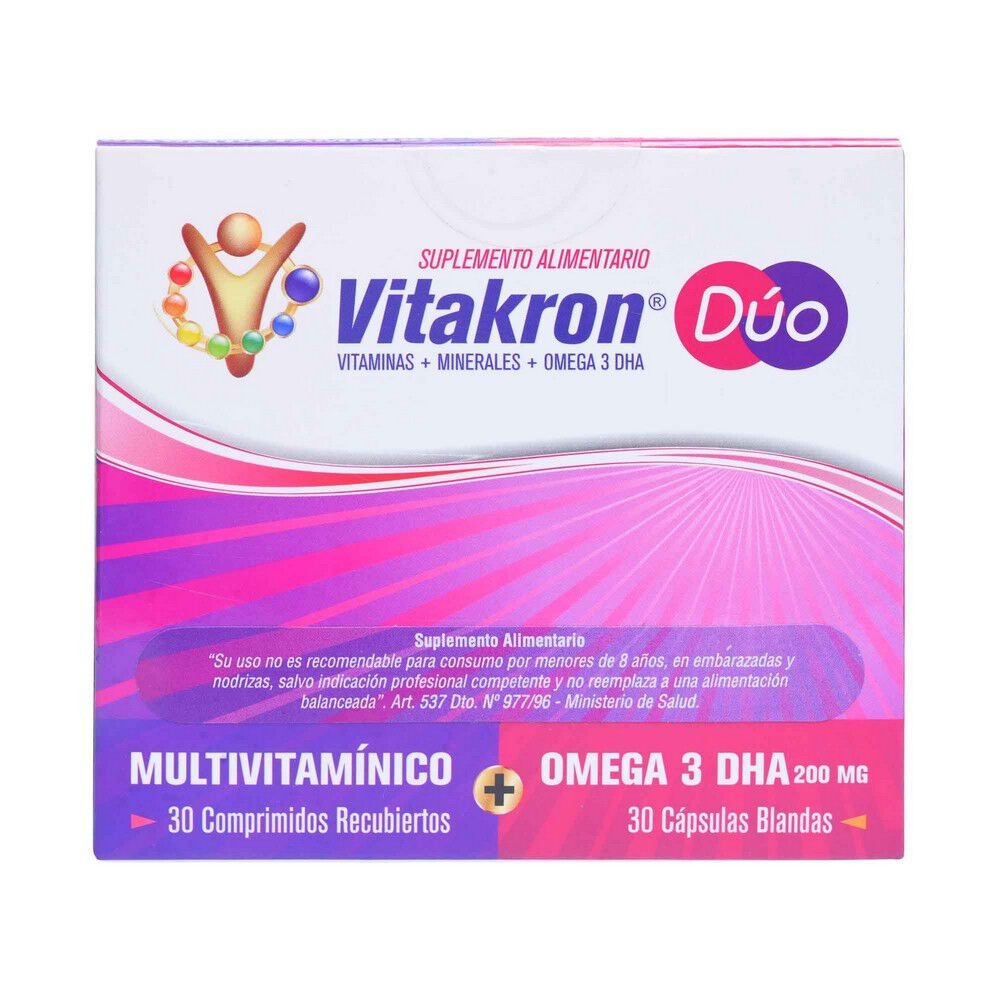 SUPLEMENTO ALIMENTARIO
Vitakron® Dúo
VITAMINAS + MINERALES + OMEGA 3 DHA
Suplemento Alimentario
"Su uso no es recomendable para consumo por menores de 8 años, en embarazadas y
nodrizas, salvo indicación profesional competente y no reemplaza a una alimentación
balanceada". Art. 537 Dto. Nº 977/96 - Ministerio de Salud.
MULTIVITAMÍNICO + OMEGA 3 DHA 200 MG
30 Comprimidos Recubiertos
30 Cápsulas Blandas